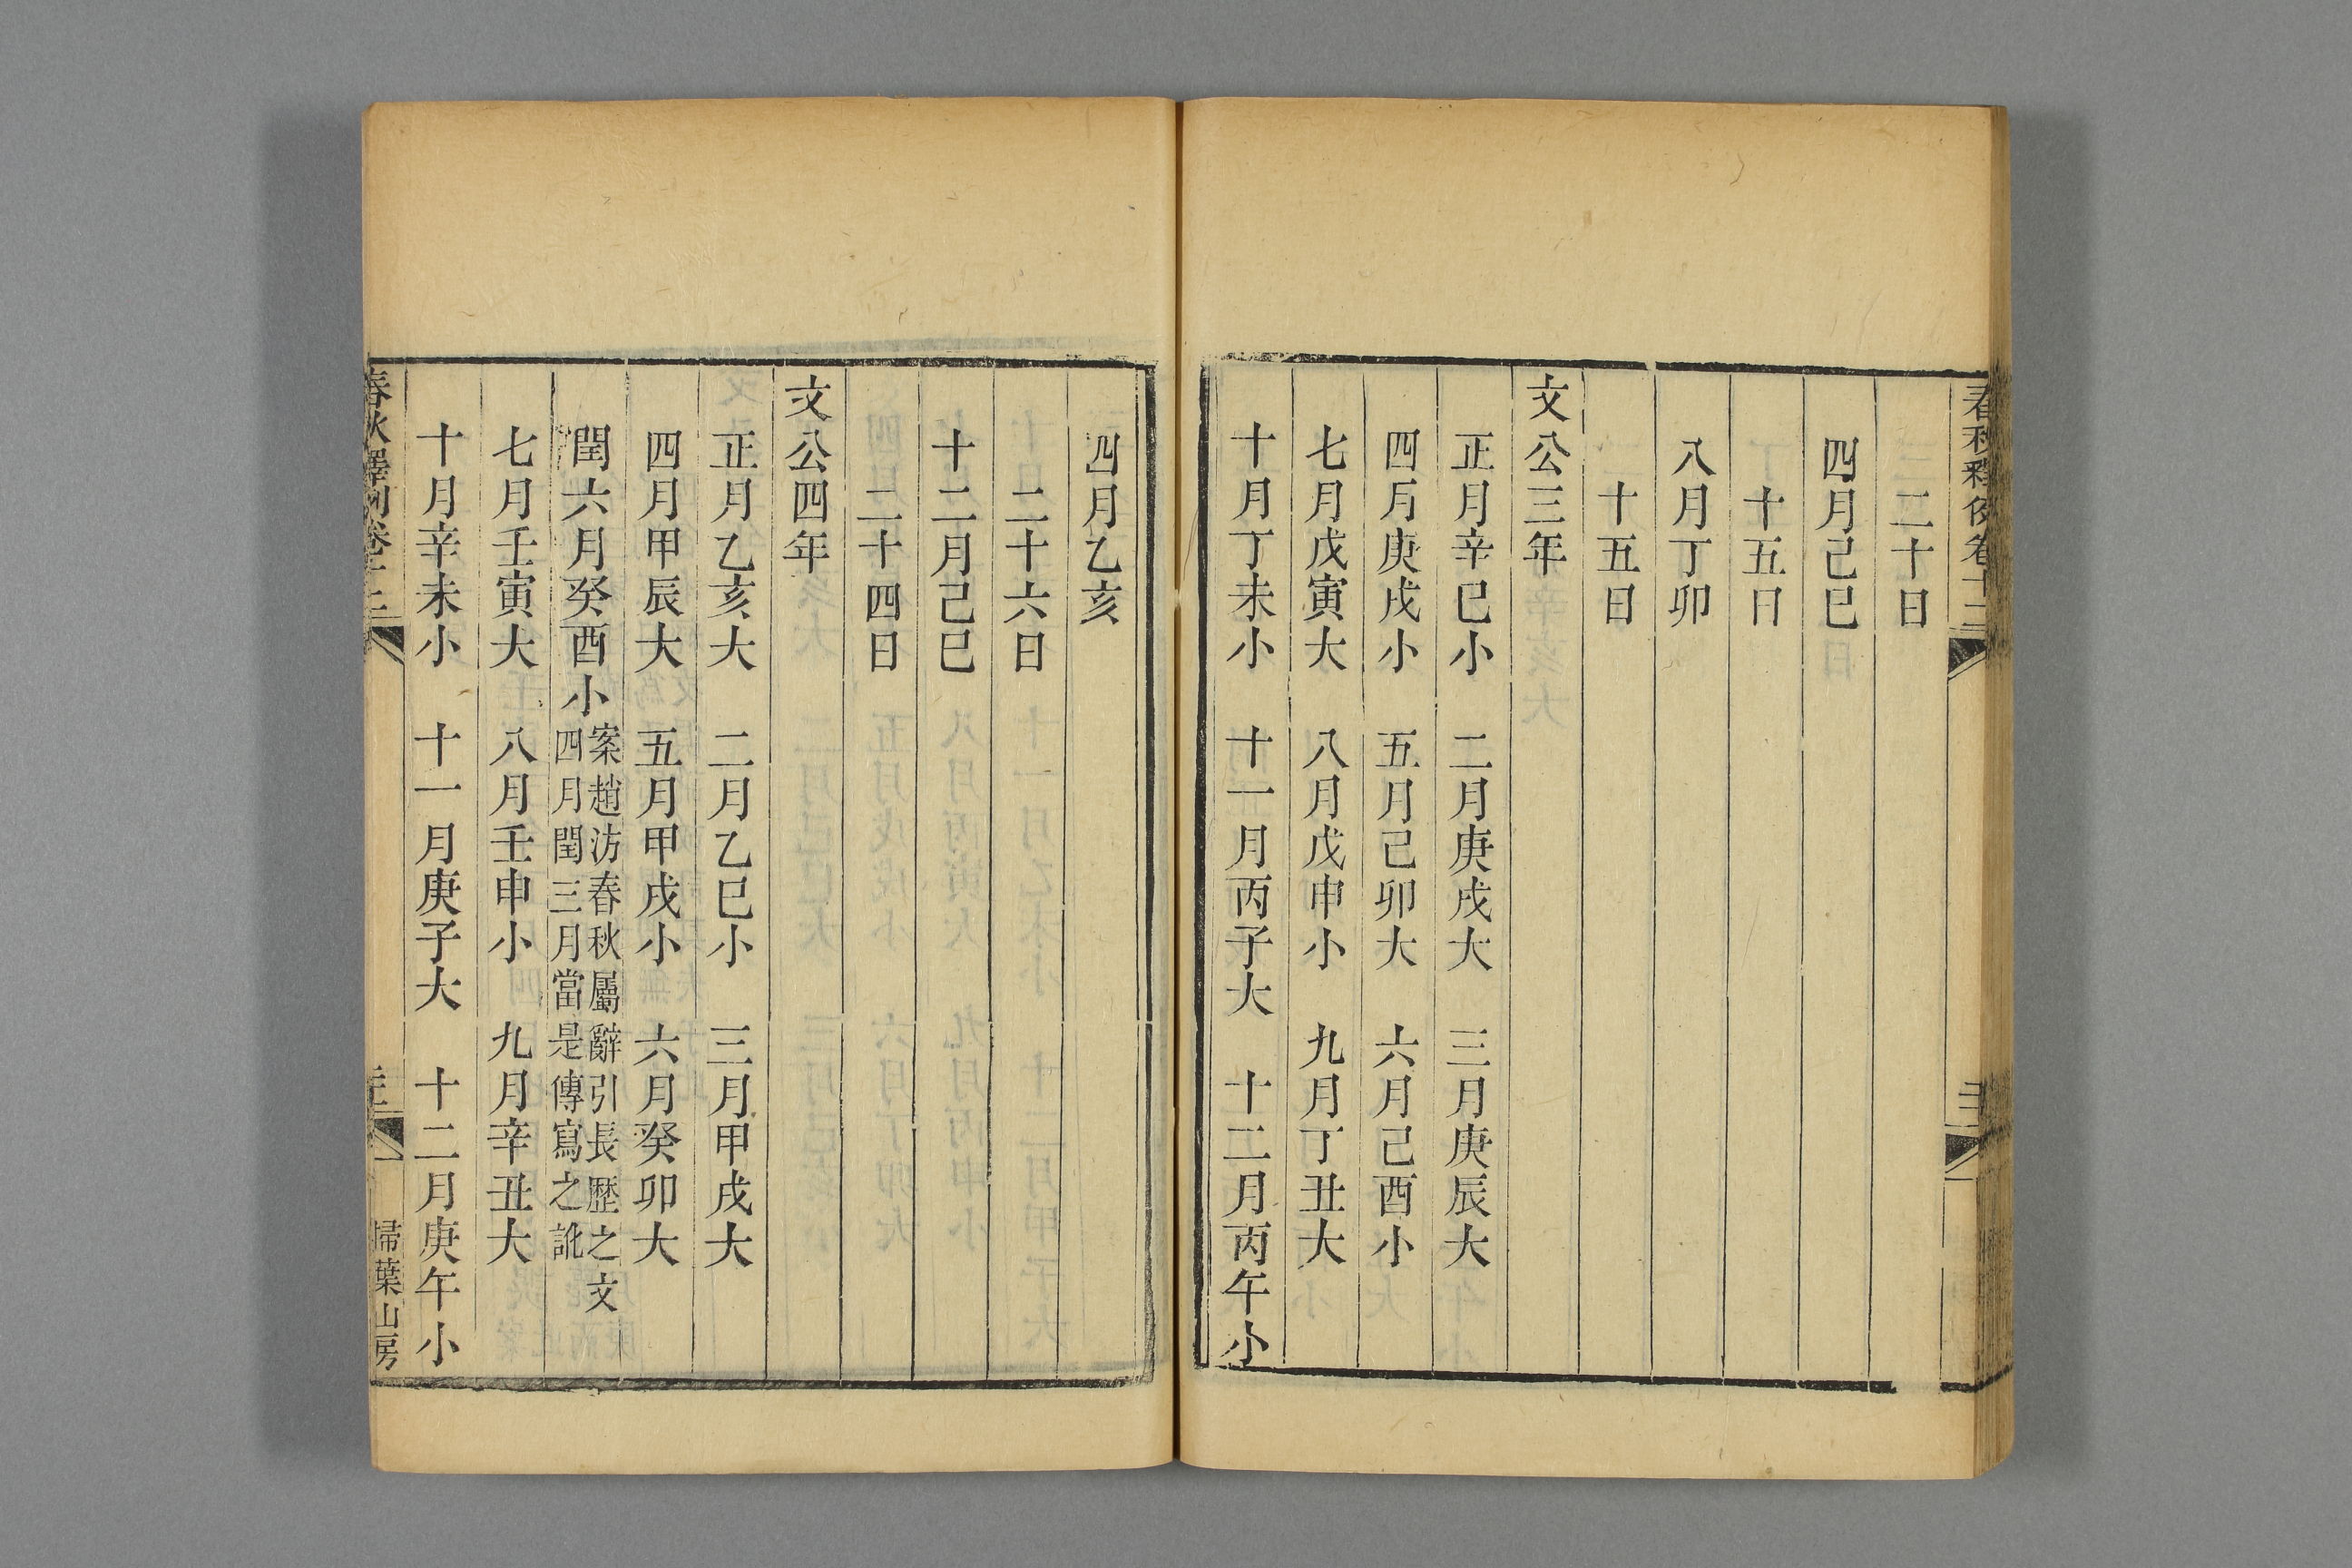 春秋釋例卷十二
二十日
四月己巳
十五日
八月丁卯
十五日
文公三年
正月辛巳小 二月庚戌大 三月庚辰大
四月庚戌小 五月己卯大 六月己酉小
七月戊寅大 八月戊申小 九月丁丑大
十月丁未小 十一月丙子大 十二月丙午小
四月乙亥
二十六日
十二月己巳
二十四日
文公四年
正月乙亥大 二月乙巳小 三月甲戌大
四月甲辰大 五月甲戌小 六月癸卯大
閏六月癸酉小
案趙汸春秋屬辭引長歷之文
四月閏三月當是傳寫之訛
七月壬寅大 八月壬申小 九月辛丑大
十月辛未小 十一月庚子大 十二月庚午小
春秋釋例卷十二
掃葉山房